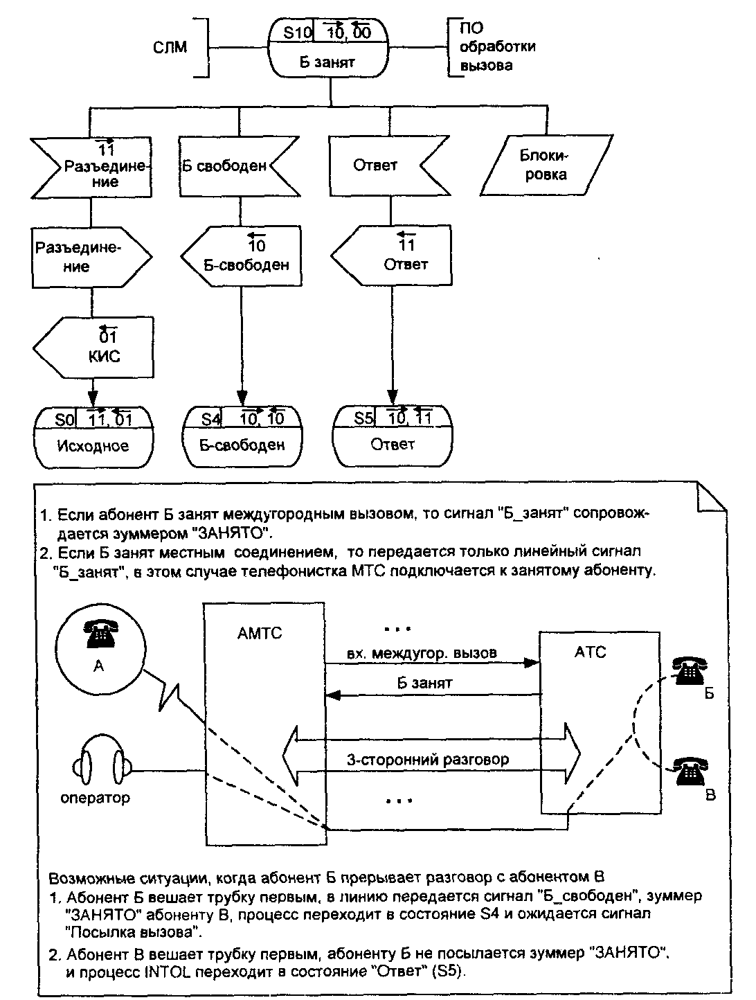 СЛМ
S10 10, 00
Б занят
ПО
обработки
вызова
11
Разъедине-
ние
Б свободен
Ответ
Блоки-
ровка
Разъедине-
ние
10
Б-свободен
11
Ответ
01
КИС
S0 11, 01
Исходное
S4 10, 10
Б-свободен
S5 10, 11
Ответ
1. Если абонент Б занят междугородным вызовом, то сигнал "Б_занят" сопровож-
дается зуммером "ЗАНЯТО".
2. Если Б занят местным соединением, то передается только линейный сигнал
"Б_занят", в этом случае телефонистка МТС подключается к занятому абоненту.
А
АМТС
...
вх. междугор. вызов
АТС
Б занят
Б
3-сторонний разговор
оператор
...
В
Возможные ситуации, когда абонент Б прерывает разговор с абонентом В
1. Абонент Б вешает трубку первым, в линию передается сигнал "Б_свободен", зуммер
"ЗАНЯТО" абоненту В, процесс переходит в состояние S4 и ожидается сигнал
"Посылка вызова".
2. Абонент В вешает трубку первым, абоненту Б не посылается зуммер "ЗАНЯТО",
и процесс INTOL переходит в состояние "Ответ" (S5).